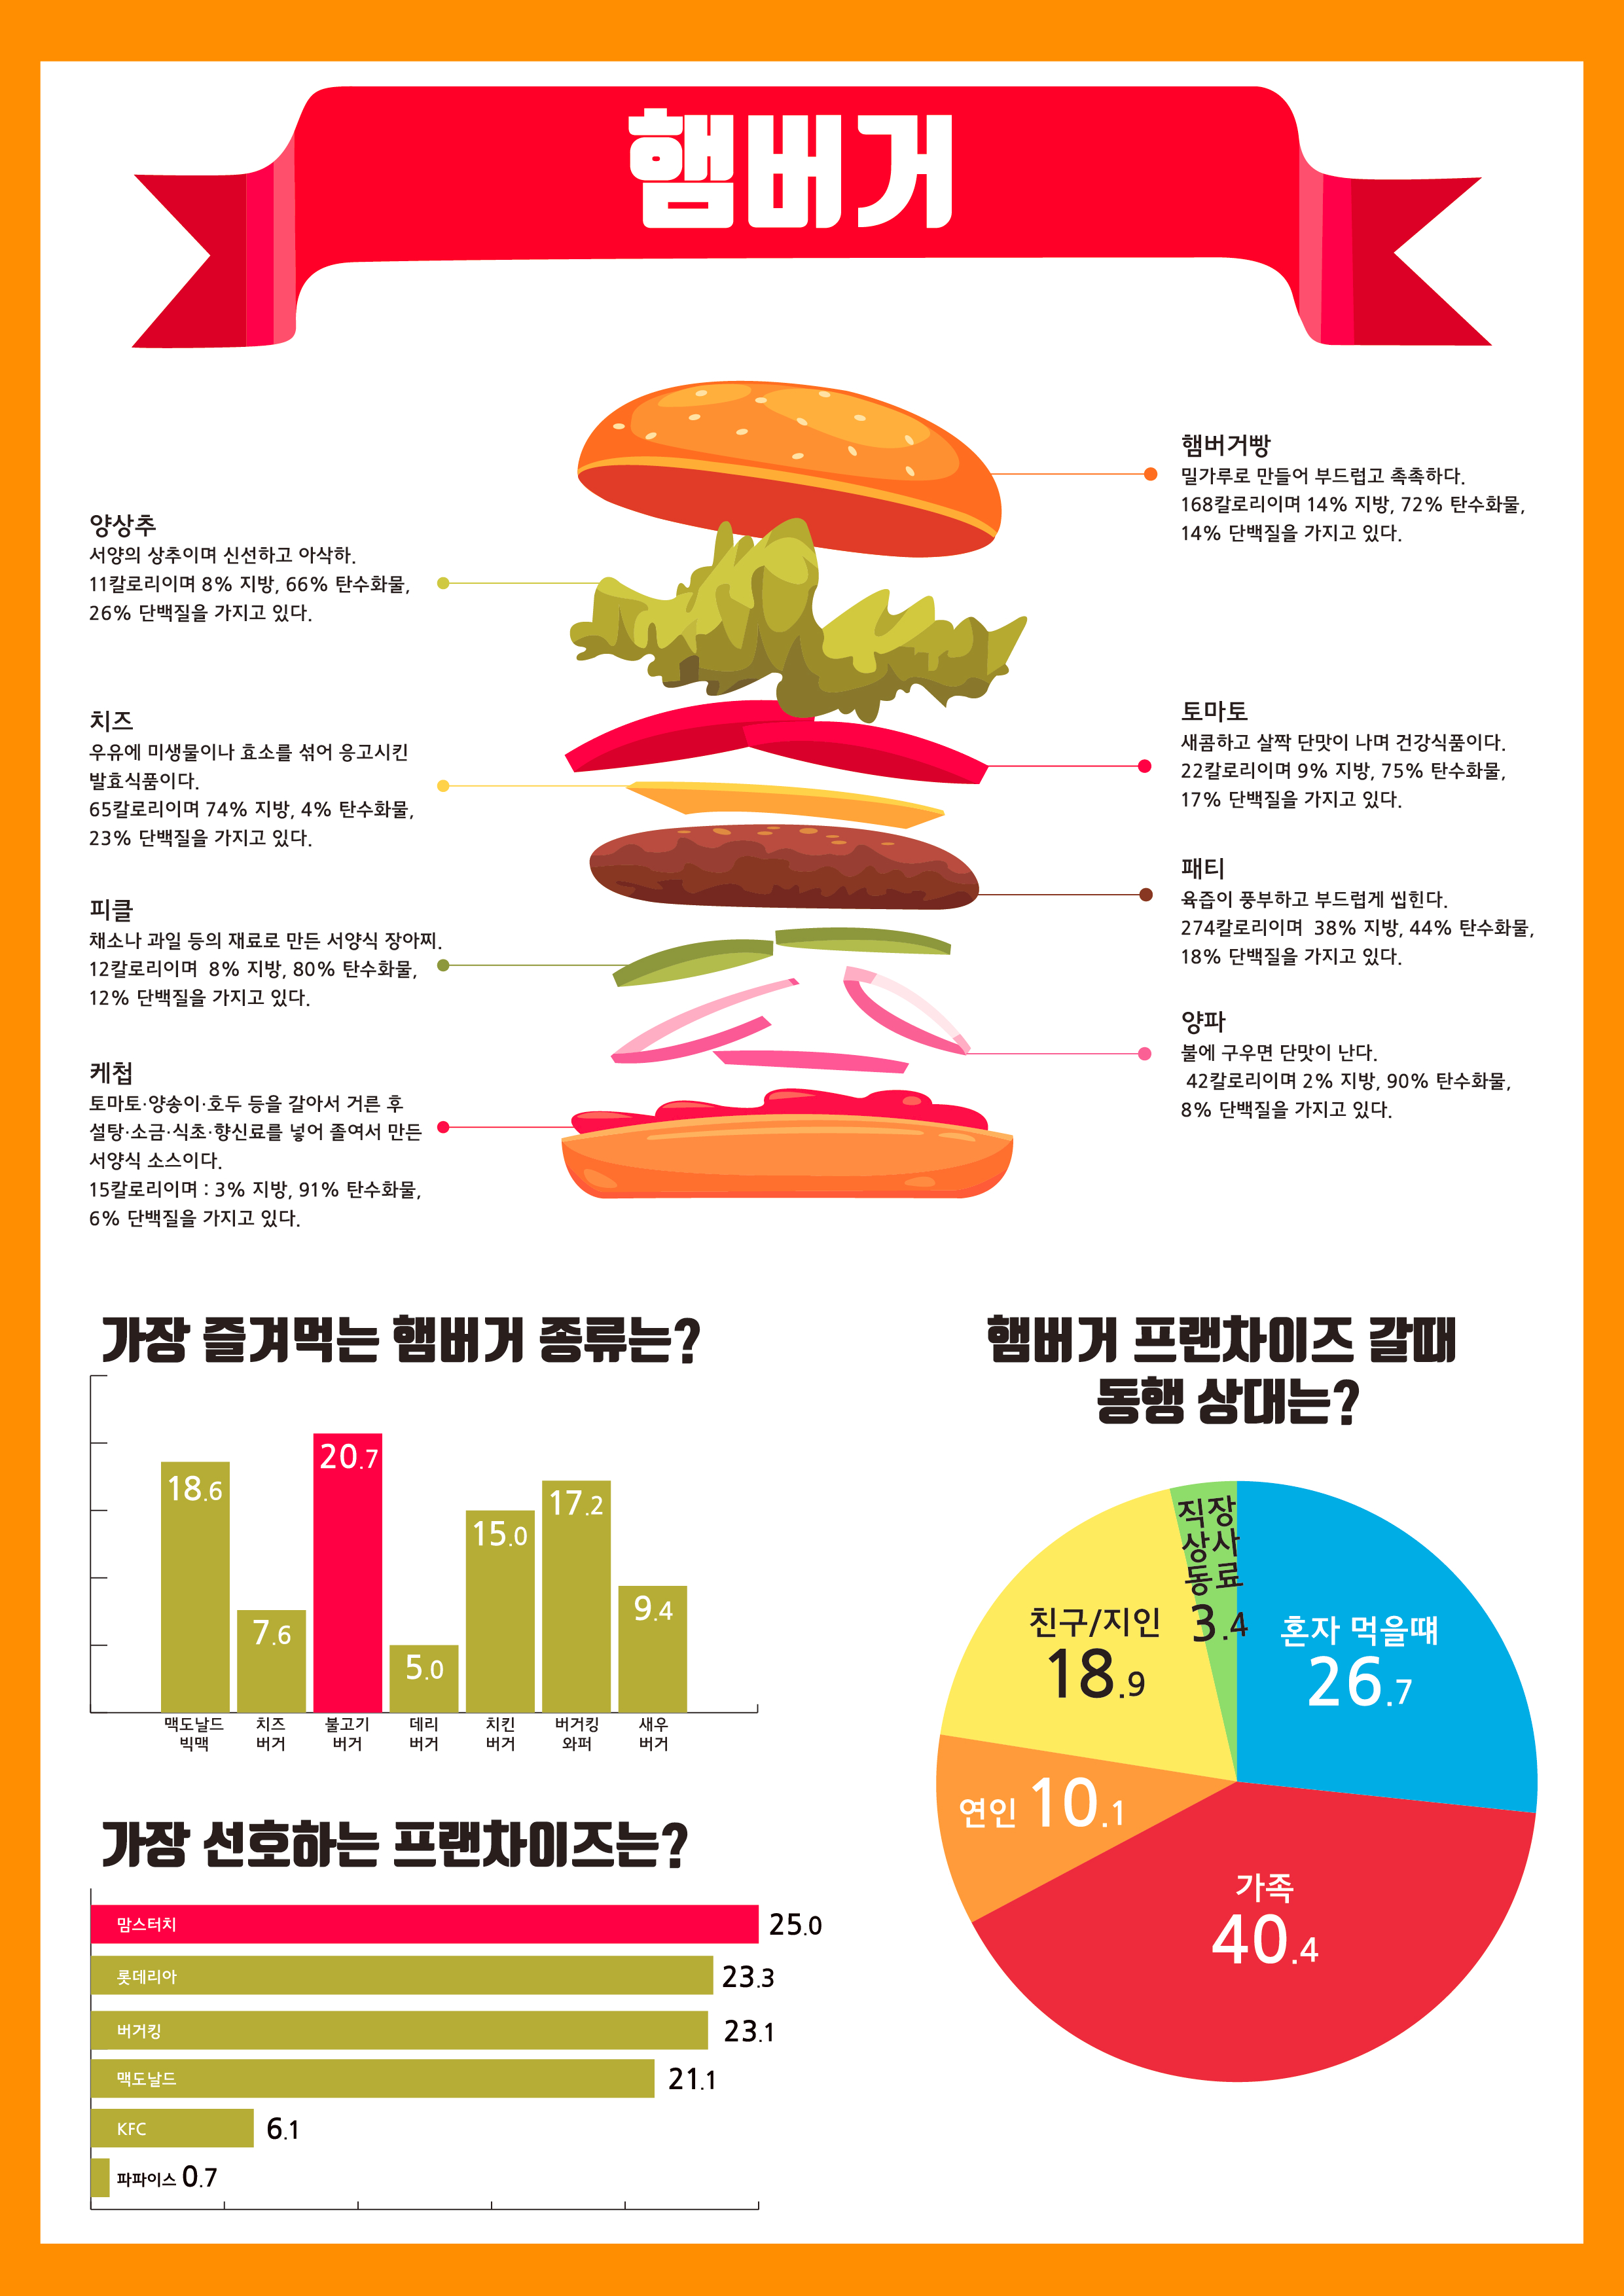 햄버거
햄버거빵
밀가루로 만들어 부드럽고 촉촉하다.
168칼로리이며 14% 지방, 72% 탄수화물,
14% 단백질을 가지고 있다.
양상추
서양의 상추이며 신선하고 아삭하.
11칼로리이며 8% 지방, 66% 탄수화물,
26% 단백질을 가지고 있다.
치즈
우유에 미생물이나 효소를 섞어 응고시킨
발효식품이다.
65칼로리이며 74% 지방, 4% 탄수화물,
23% 단백질을 가지고 있다.
토마토
새콤하고 살짝 단맛이 나며 건강식품이다.
22칼로리이며 9% 지방, 75% 탄수화물,
17% 단백질을 가지고 있다.
패티
육즙이 풍부하고 부드럽게 씹힌다.
274칼로리이며 38% 지방, 44% 탄수화물,
18% 단백질을 가지고 있다.
피클
채소나 과일 등의 재료로 만든 서양식 장아찌.
12칼로리이며 8% 지방, 80% 탄수화물,
12% 단백질을 가지고 있다.
양파
불에 구우면 단맛이 난다.
42칼로리이며 2% 지방, 90% 탄수화물,
8% 단백질을 가지고 있다.
케첩
토마토·양송이·호두 등을 갈아서 거른 후
설탕·소금·식초·향신료를 넣어 졸여서 만든
서양식 소스이다.
15칼로리이며 : 3% 지방, 91% 탄수화물,
6% 단백질을 가지고 있다.
가장 즐겨먹는 햄버거 종류는?
18.6
7.6
20.7
5.0
15.0
17.2
9.4
맥도날드
빅맥
치즈
버거
불고기
버거
데리
버거
치킨
버거
버거킹
와퍼
새우
버거
햄버거 프랜차이즈 갈때
동행 상대는?
직장
상사
동료
3.4
혼자 먹을떄
26.7
친구/지인
18.9
연인 10.1
가족
40.4
가장 선호하는 프랜차이즈는?
맘스터치 25.0
롯데리아 23.3
버거킹 23.1
맥도날드 21.1
KFC 6.1
파파이스 0.7